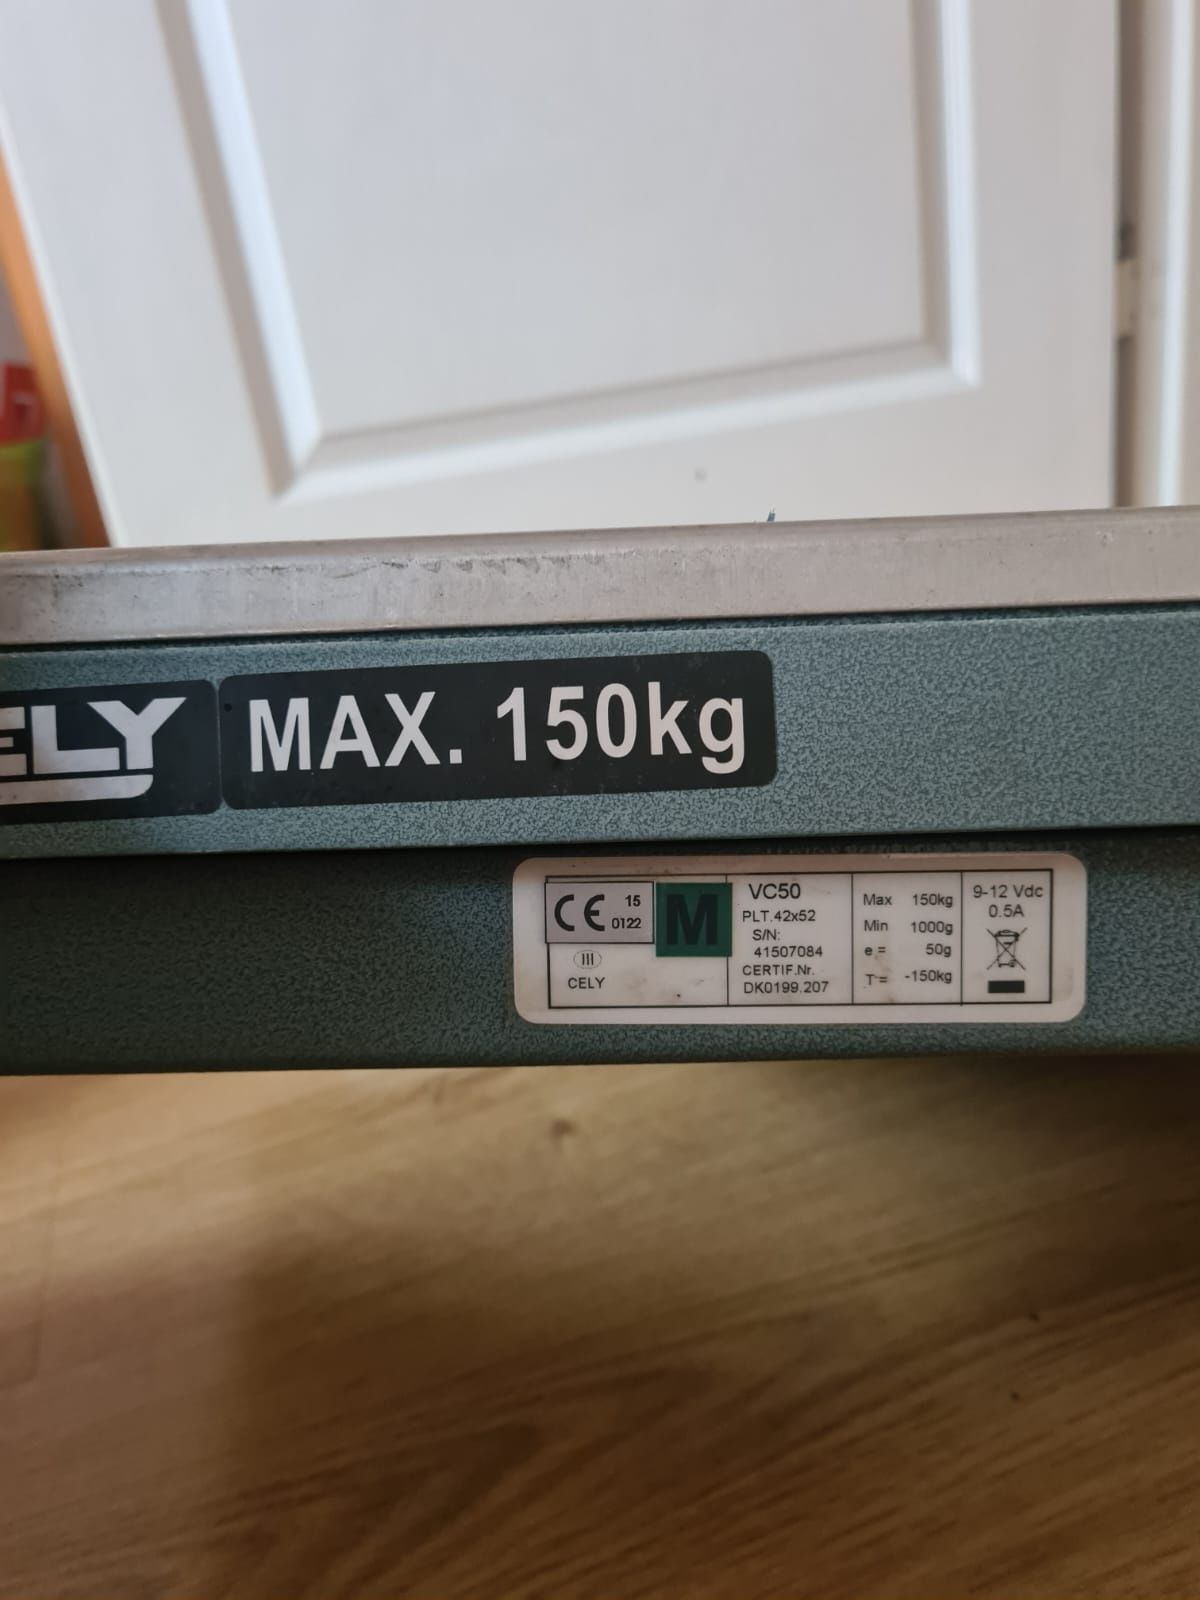 ELY
MAX. 150kg
CE 15
0122
M
III
CELY
VC50
PLT.42x52
S/N:
41507084
CERTIF.Nr.
DK0199.207
Max 150kg
Min 1000g
e = 50g
T = -150kg
9-12 Vdc
0.5A